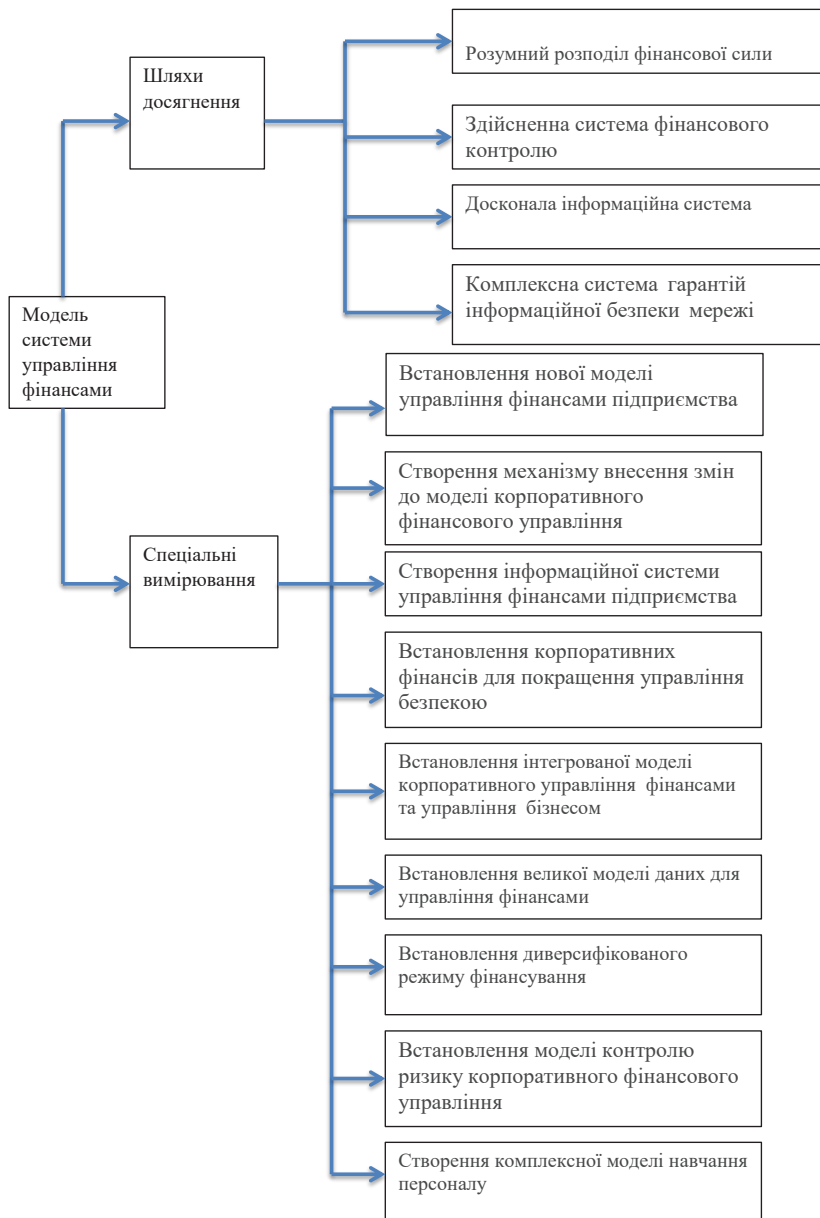 Шляхи
досягнення
Розумний розподіл фінансової сили
Здійсненна система фінансового
контролю
Досконала інформаційна система
Комплексна система гарантій
інформаційної безпеки мережі
Модель
системи
управління
фінансами
Спеціальні
вимірювання
Встановлення нової моделі
управління фінансами підприємства
Створення механізму внесення змін
до моделі корпоративного
фінансового управління
Створення інформаційної системи
управління фінансами підприємства
Встановлення корпоративних
фінансів для покращення управління
безпекою
Встановлення інтегрованої моделі
корпоративного управління фінансами
та управління бізнесом
Встановлення великої моделі даних для
управління фінансами
Встановлення диверсифікованого
режиму фінансування
Встановлення моделі контролю
ризику корпоративного фінансового
управління
Створення комплексної моделі навчання
персоналу